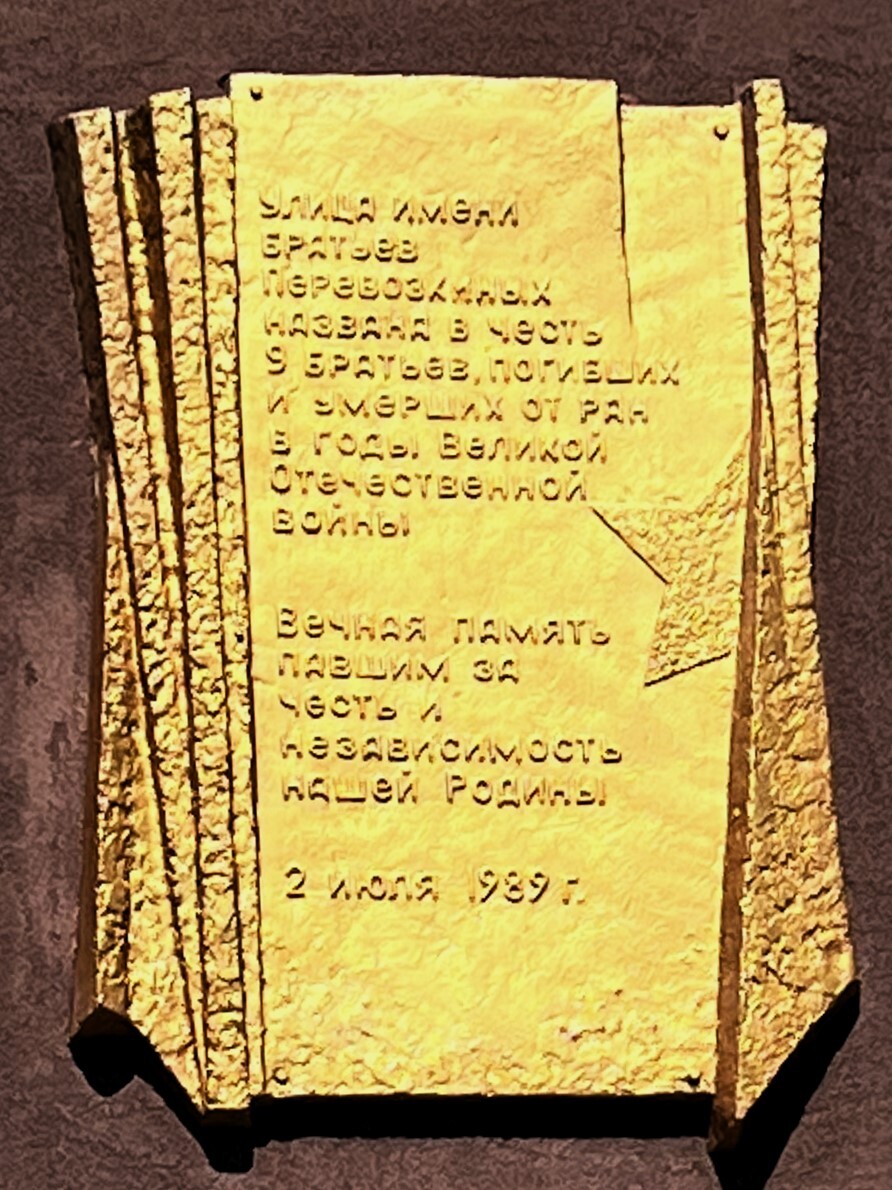 Улица имени
братьев
Перевозкиных
названа в честь
9 братьев, погибших
и умерших от ран
в годы Великой
Отечественной
войны
Вечная память
павшим за
честь и
независимость
нашей Родины
2 июля 1989 г.